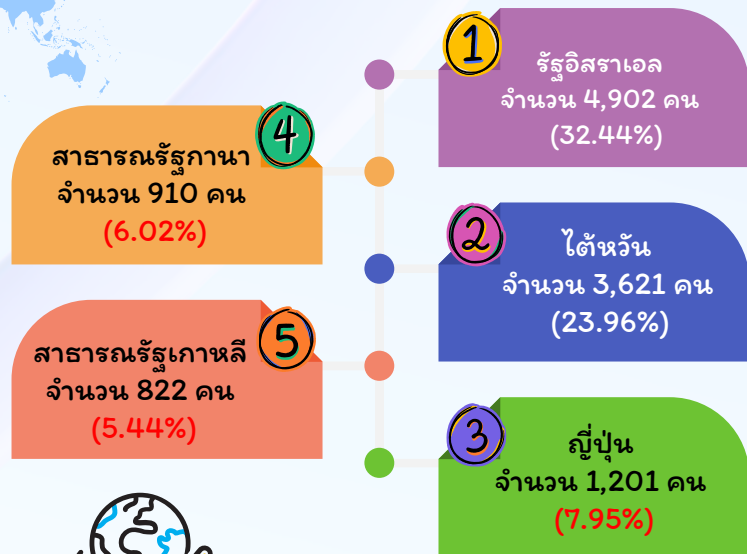 1
รัฐอิสราเอล
จำนวน 4,902 คน
(32.44%)
2
ไต้หวัน
จำนวน 3,621 คน
(23.96%)
3
ญี่ปุ่น
จำนวน 1,201 คน
(7.95%)
4
สาธารณรัฐกานา
จำนวน 910 คน
(6.02%)
5
สาธารณรัฐเกาหลี
จำนวน 822 คน
(5.44%)